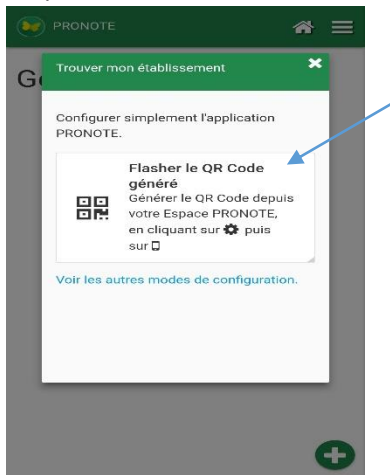 PRONOTE
Ge
Trouver mon établissement
Configurer simplement l'application
PRONOTE.
Flasher le QR Code
généré
Générer le QR Code depuis
votre Espace PRONOTE,
en cliquant sur puis
sur
Voir les autres modes de configuration.